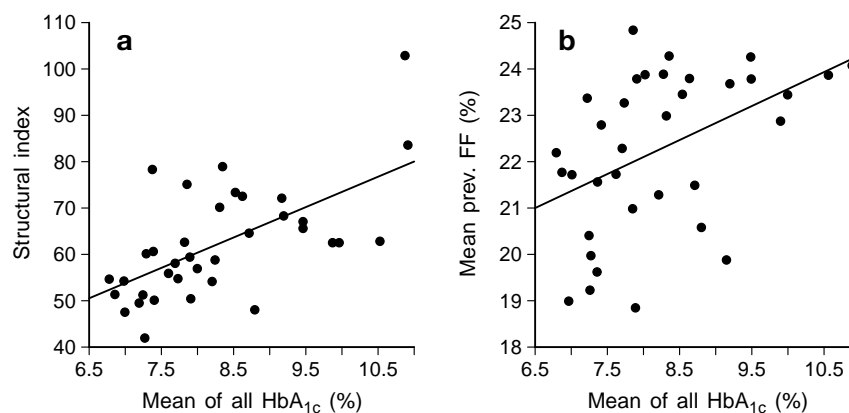 a
Structural index
110
100
90
80
70
60
50
40
6.5 7.5 8.5 9.5 10.5
Mean of all HbA1c (%)
b
Mean prev. FF (%)
25
24
23
22
21
20
19
18
6.5 7.5 8.5 9.5 10.5
Mean of all HbA1c (%)